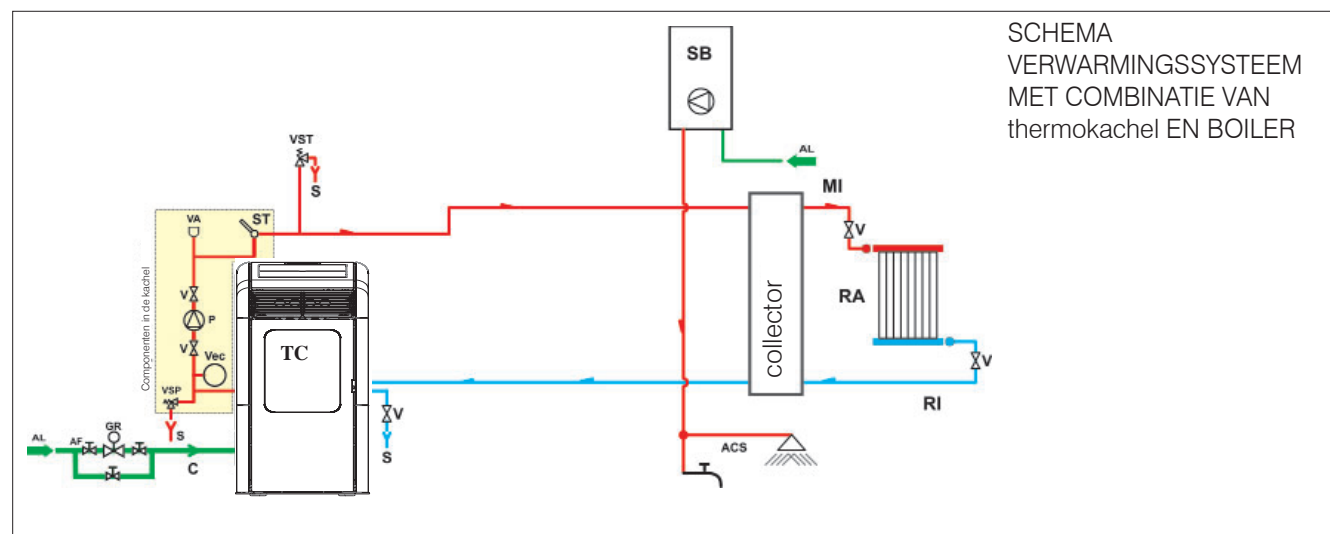 SCHEMA
VERWARMINGSSYSTEEM
MET COMBINATIE VAN
thermokachel EN BOILER
SB
AL
VST
S
MI
VA
ST
V
Componenten in de kachel
V
P
RA
collector
V
Vec
TC
V
VSP
RI
V
GR
AL
AF
S
S
C
ACS